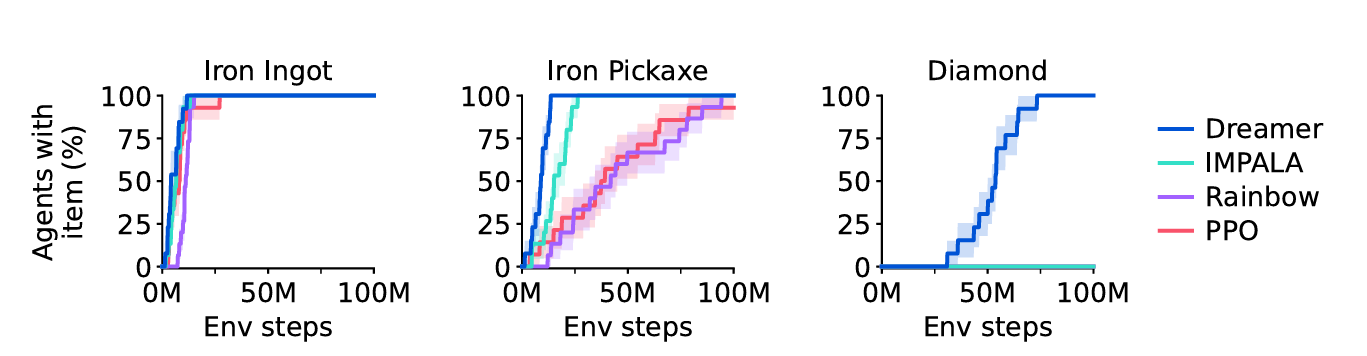 Iron Ingot
Iron Pickaxe
Diamond
Agents with
item (%)
100
75
50
25
0
0M 50M 100M
Env steps
100
75
50
25
0
0M 50M 100M
Env steps
100
75
50
25
0
0M 50M 100M
Env steps
Dreamer
IMPALA
Rainbow
PPO